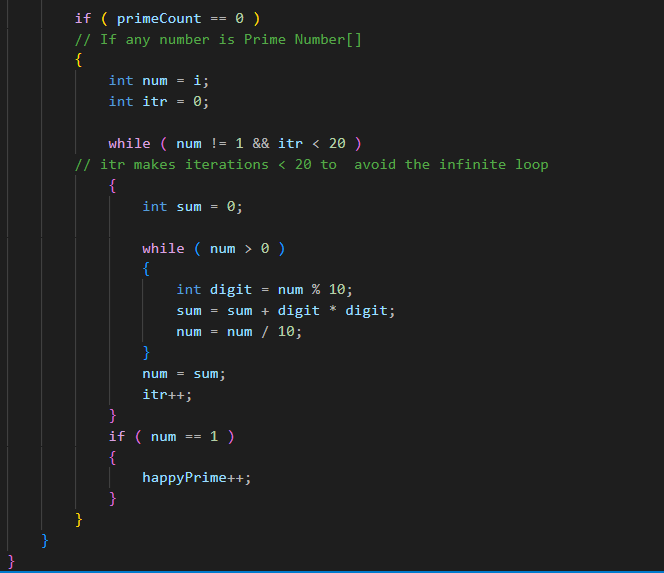 if ( primeCount == 0 )
// If any number is Prime Number[]
{
int num = i;
int itr = 0;
while ( num != 1 && itr < 20 )
// itr makes iterations < 20 to  avoid the infinite loop
{
int sum = 0;
while ( num > 0 )
{
int digit = num % 10;
sum = sum + digit * digit;
num = num / 10;
}
num = sum;
itr++;
}
if ( num == 1 )
{
happyPrime++;
}
}
}
}